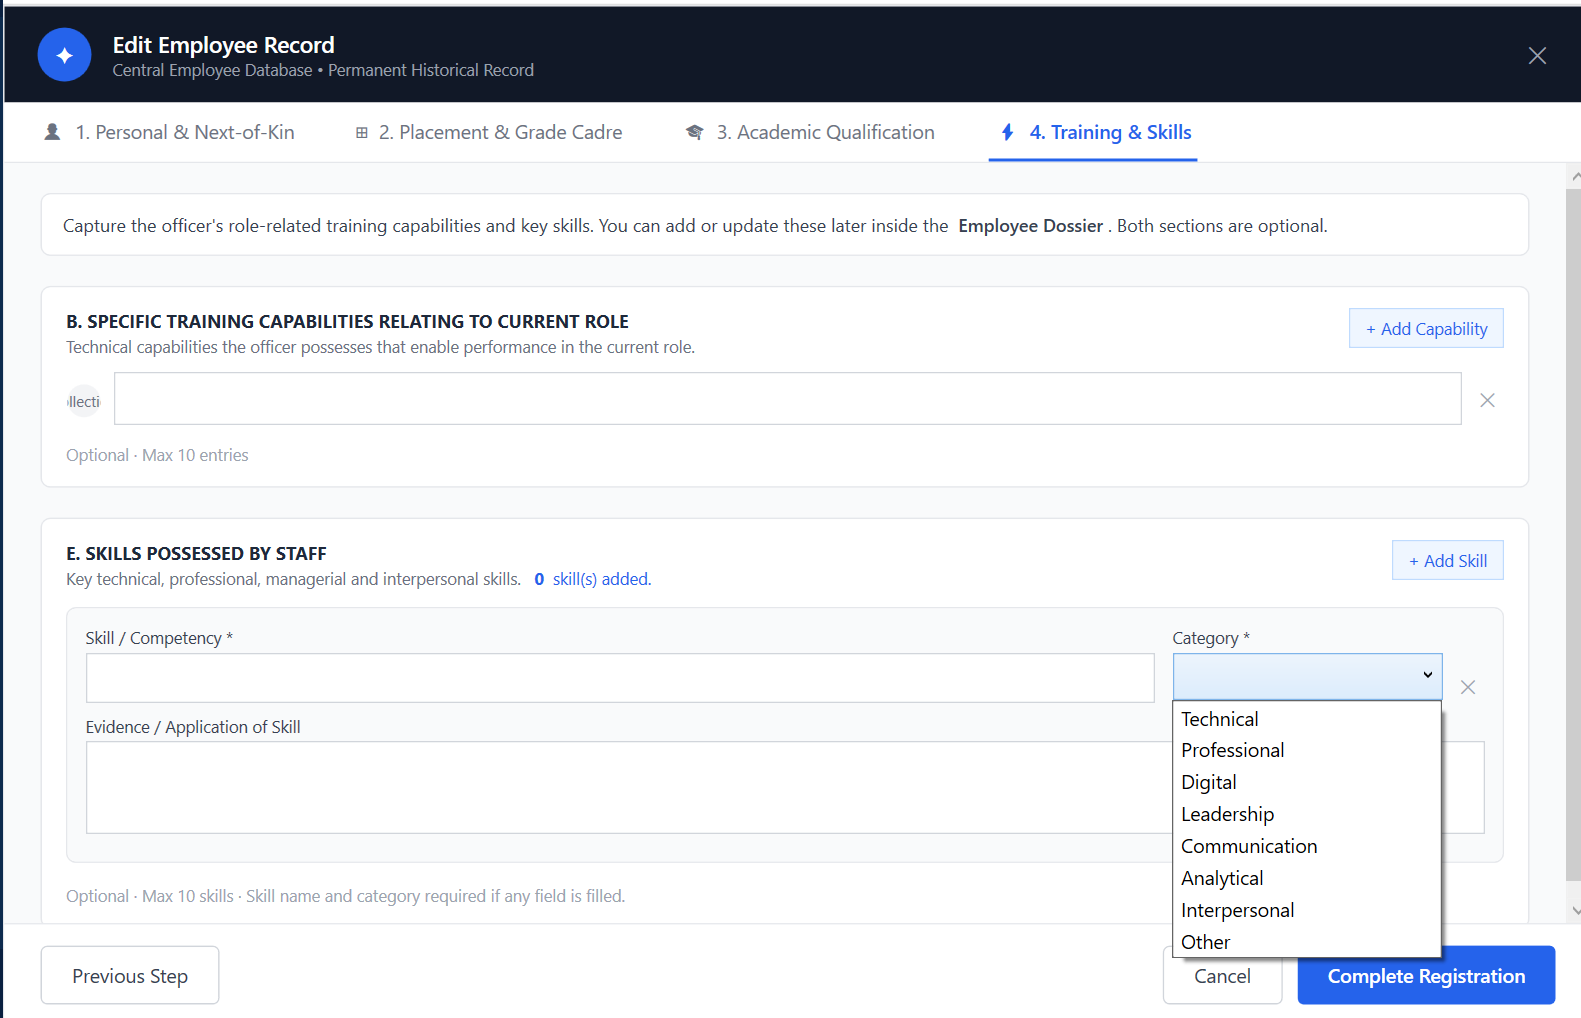 Edit Employee Record
Central Employee Database • Permanent Historical Record
1. Personal & Next-of-Kin
2. Placement & Grade Cadre
3. Academic Qualification
4. Training & Skills
Capture the officer's role-related training capabilities and key skills. You can add or update these later inside the Employee Dossier . Both sections are optional.
B. SPECIFIC TRAINING CAPABILITIES RELATING TO CURRENT ROLE
+ Add Capability
Technical capabilities the officer possesses that enable performance in the current role.
llecti
Optional · Max 10 entries
E. SKILLS POSSESSED BY STAFF
+ Add Skill
Key technical, professional, managerial and interpersonal skills. 0 skill(s) added.
Skill / Competency *
Category *
Evidence / Application of Skill
Technical
Professional
Digital
Leadership
Communication
Analytical
Interpersonal
Other
Optional · Max 10 skills · Skill name and category required if any field is filled.
Previous Step
Cancel
Complete Registration